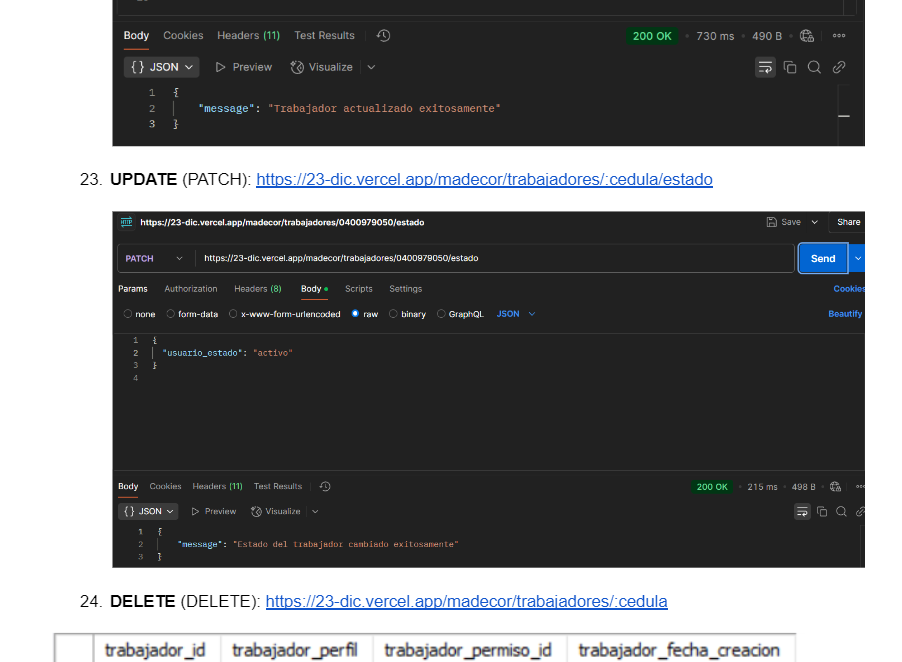 Body Cookies Headers (11) Test Results 200 OK • 730 ms • 490 B
{} JSON Preview Visualize
1 {
2 "message": "Trabajador actualizado exitosamente"
3 }
23. UPDATE (PATCH): https://23-dic.vercel.app/madecor/trabajadores/:cedula/estado
HTTP https://23-dic.vercel.app/madecor/trabajadores/0400979050/estado Save Share
PATCH https://23-dic.vercel.app/madecor/trabajadores/0400979050/estado Send
Params Authorization Headers (8) Body Scripts Settings Cookies
none form-data x-www-form-urlencoded raw binary GraphQL JSON Beautify
1 {
2 "usuario_estado": "activo"
3 }
4
Body Cookies Headers (11) Test Results 200 OK • 215 ms • 498 B
{} JSON Preview Visualize
1 {
2 "message": "Estado del trabajador cambiado exitosamente"
3 }
24. DELETE (DELETE): https://23-dic.vercel.app/madecor/trabajadores/:cedula
trabajador_id trabajador_perfil trabajador_permiso_id trabajador_fecha_creacion